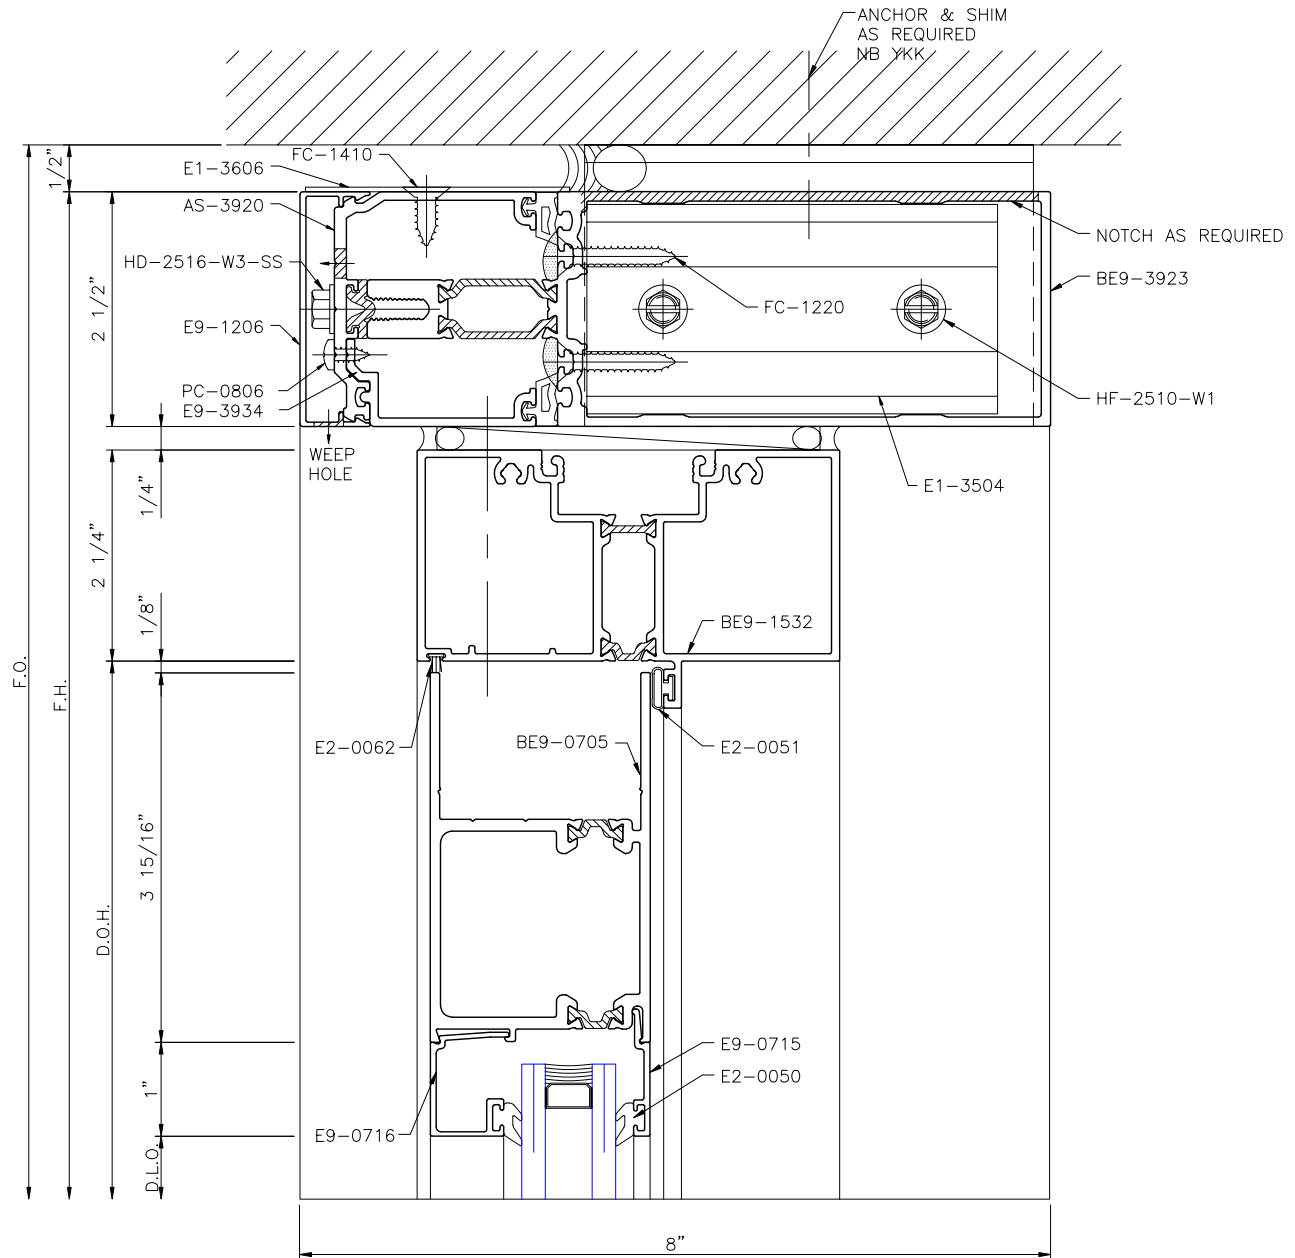 ANCHOR & SHIM
AS REQUIRED
NB YKK
FC-1410
E1-3606
AS-3920
HD-2516-W3-SS
E9-1206
PC-0806
E9-3934
WEEP
HOLE
NOTCH AS REQUIRED
BE9-3923
FC-1220
HF-2510-W1
E1-3504
BE9-1532
E2-0062
BE9-0705
E2-0051
E9-0715
E2-0050
E9-0716
1/2"
2 1/2"
1/4"
2 1/4"
1/8"
F.O.
F.H.
D.O.H.
3 15/16"
1"
D.L.O.
8"